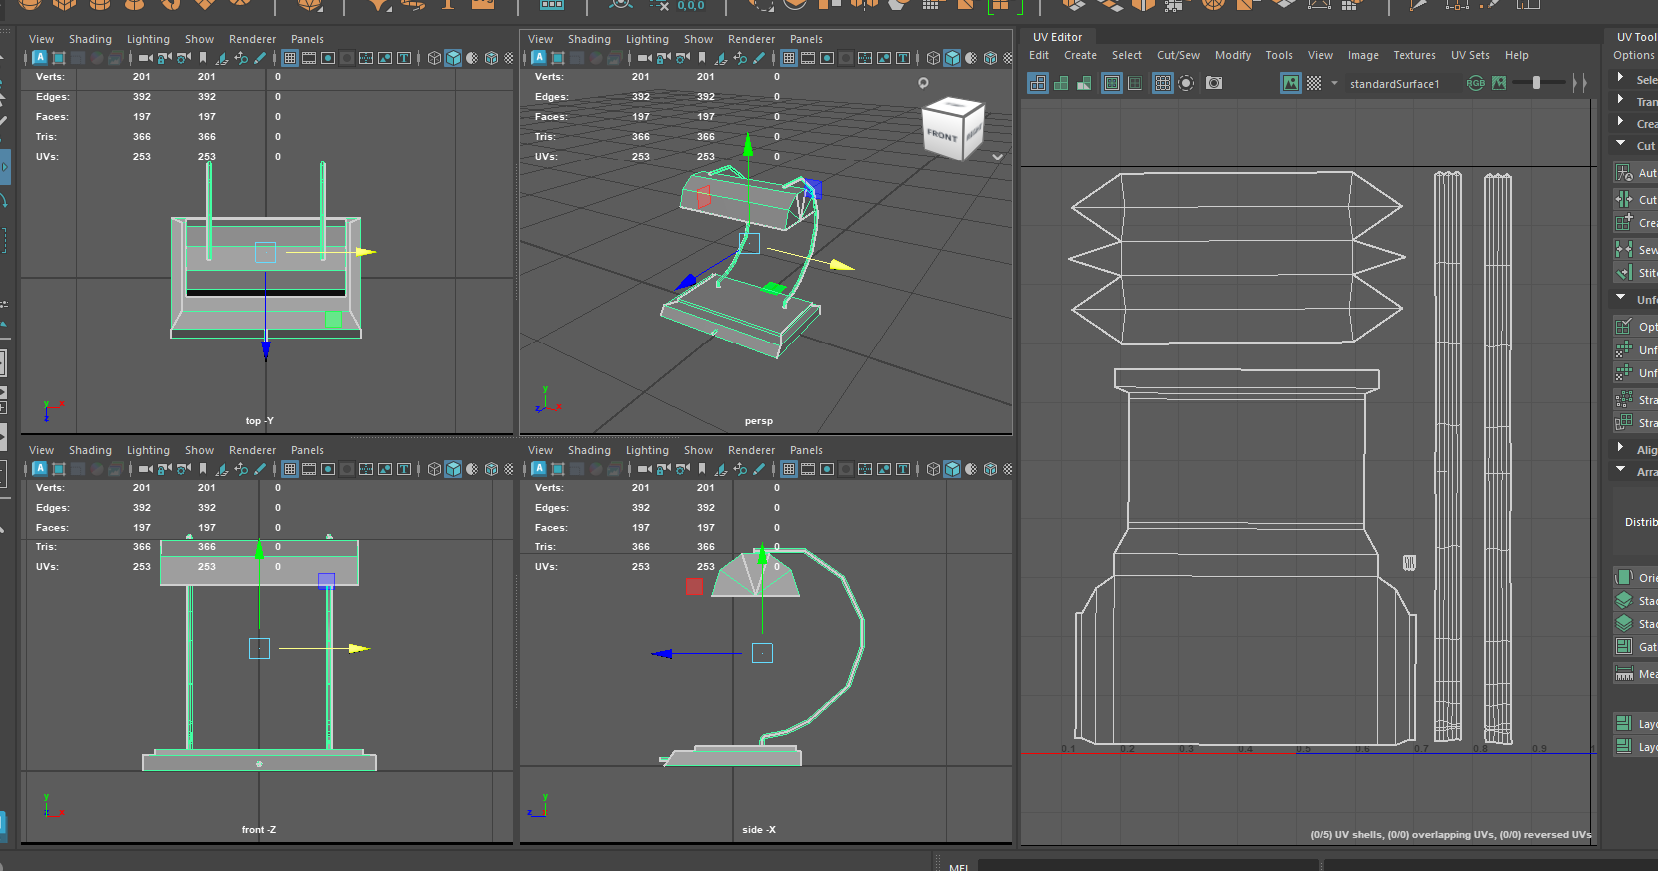 0,0,0
View Shading Lighting Show Renderer Panels
Verts: 201 201 0
Edges: 392 392 0
Faces: 197 197 0
Tris: 366 366 0
UVs: 253 253 0
top -Y
View Shading Lighting Show Renderer Panels
Verts: 201 201 0
Edges: 392 392 0
Faces: 197 197 0
Tris: 366 366 0
UVs: 253 253 0
FRONT RIGHT
persp
View Shading Lighting Show Renderer Panels
Verts: 201 201 0
Edges: 392 392 0
Faces: 197 197 0
Tris: 366 366 0
UVs: 253 253 0
front -Z
View Shading Lighting Show Renderer Panels
Verts: 201 201 0
Edges: 392 392 0
Faces: 197 197 0
Tris: 366 366 0
UVs: 253 253 0
side -X
UV Editor
Edit Create Select Cut/Sew Modify Tools View Image Textures UV Sets Help
standardSurface1 RGB
0.1 0.2 0.3 0.4 0.5 0.6 0.7 0.8 0.9 1
(0/5) UV shells, (0/0) overlapping UVs, (0/0) reversed UVs
UV Tool
Options
Sele
Tran
Crea
Cut
Aut
Cut
Crea
Sew
Stit
Unfo
Opt
Unf
Unf
Stra
Stra
Alig
Arra
Distrib
Orie
Stac
Stac
Gat
Mea
Layo
Layo
MEL